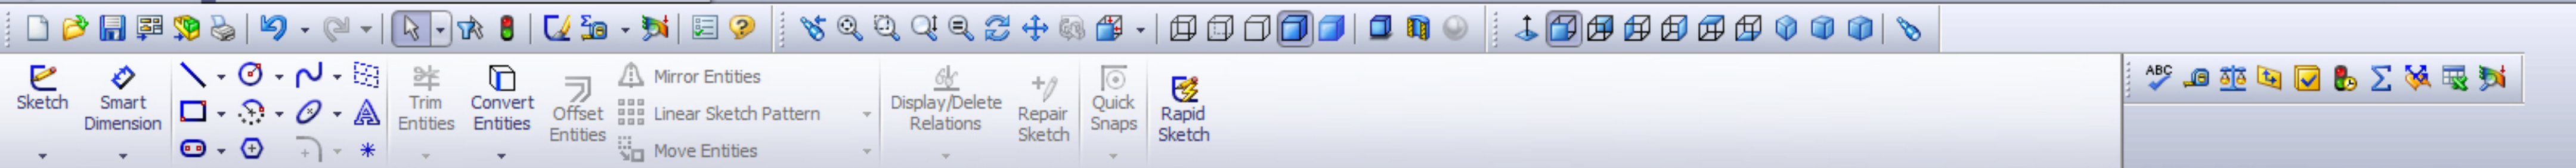 ABC
Sketch
Smart
Dimension
Trim
Entities
Convert
Entities
Offset
Entities
Mirror Entities
Linear Sketch Pattern
Move Entities
Display/Delete
Relations
Repair
Sketch
Quick
Snaps
Rapid
Sketch